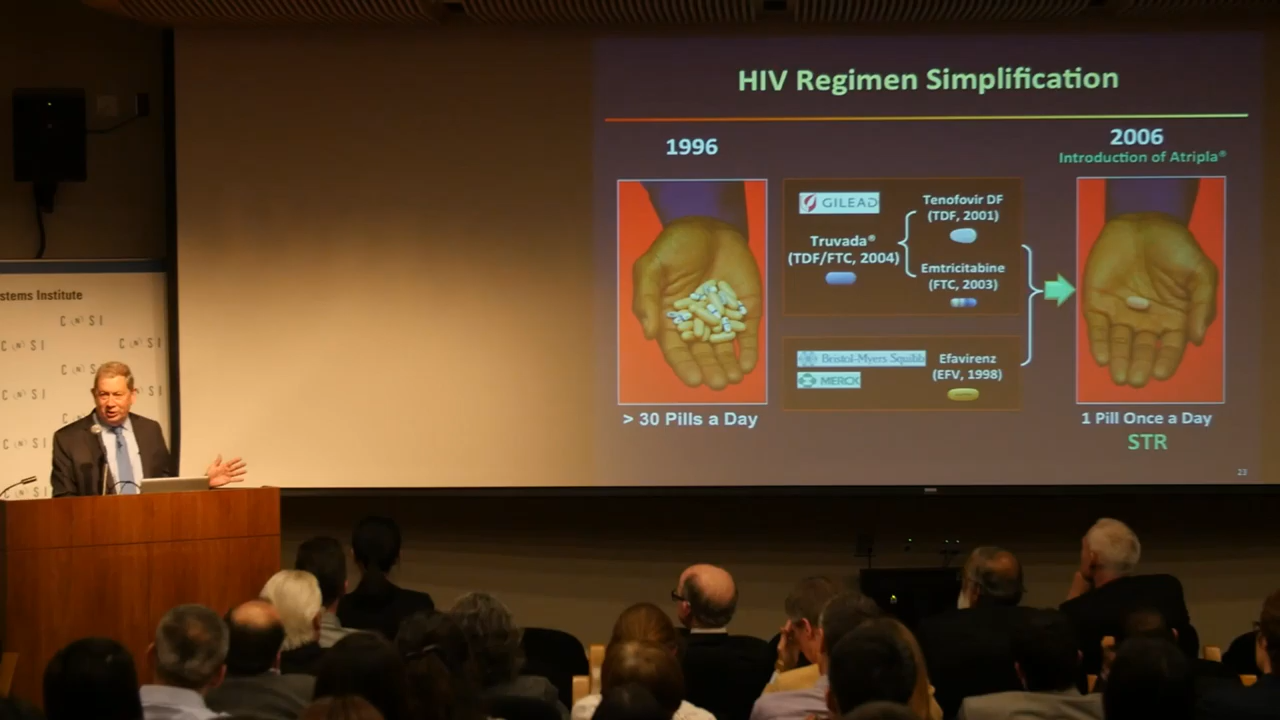 HIV Regimen Simplification
1996
2006
Introduction of Atripla®
GILEAD
Tenofovir DF
(TDF, 2001)
Truvada®
(TDF/FTC, 2004)
Emtricitabine
(FTC, 2003)
Bristol-Myers Squibb
MERCK
Efavirenz
(EFV, 1998)
> 30 Pills a Day
1 Pill Once a Day
STR
23
stems Institute
C N S I
C N S I
C N S I
C N S
C N S I
C N S I
C N S I
C N S I